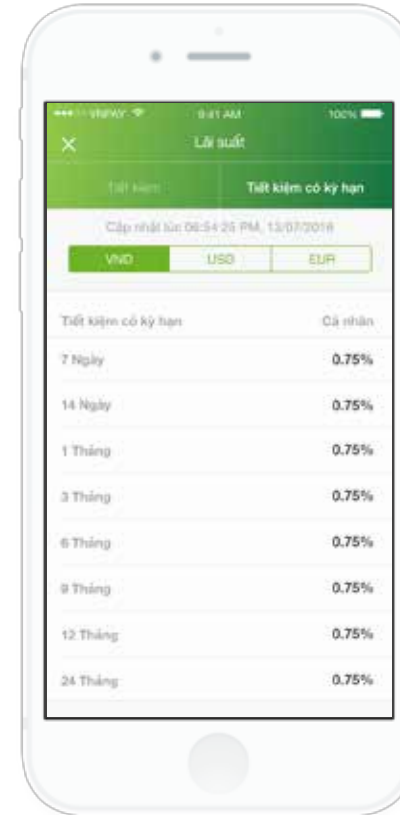 9:41 AM 100%
Lãi suất
Tiết kiệm Tiết kiệm có kỳ hạn
Cập nhật lúc 06:54:25 PM, 13/07/2016
VND USD EUR
Tiết kiệm có kỳ hạn Cá nhân
7 Ngày 0.75%
14 Ngày 0.75%
1 Tháng 0.75%
3 Tháng 0.75%
6 Tháng 0.75%
9 Tháng 0.75%
12 Tháng 0.75%
24 Tháng 0.75%